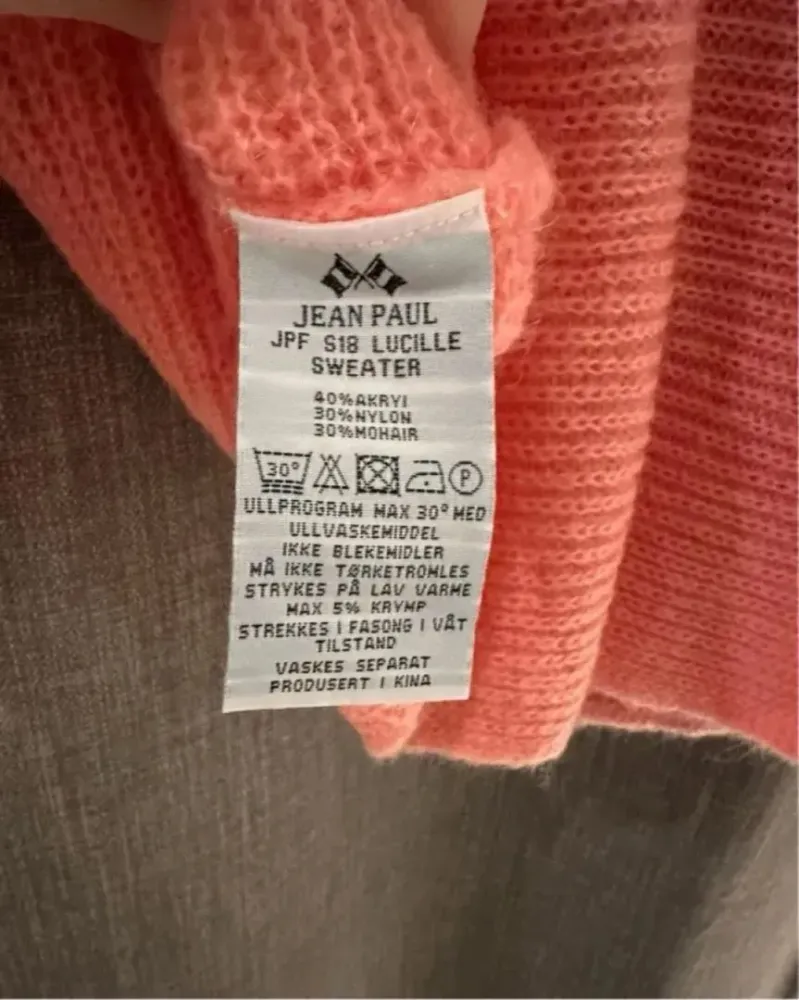 JEAN PAUL
JPF S18 LUCILLE
SWEATER
40%AKRYl
30%NYLON
30%MOHAIR
30° P
ULLPROGRAM MAX 30° MED
ULLVASKEMIDDEL
IKKE BLEKEMIDLER
MÅ IKKE TØRKETROMLES
STRYKES PÅ LAV VARME
MAX 5% KRYMP
STREKKES I FASONG I VÅT
TILSTAND
VASKES SEPARAT
PRODUSERT I KINA